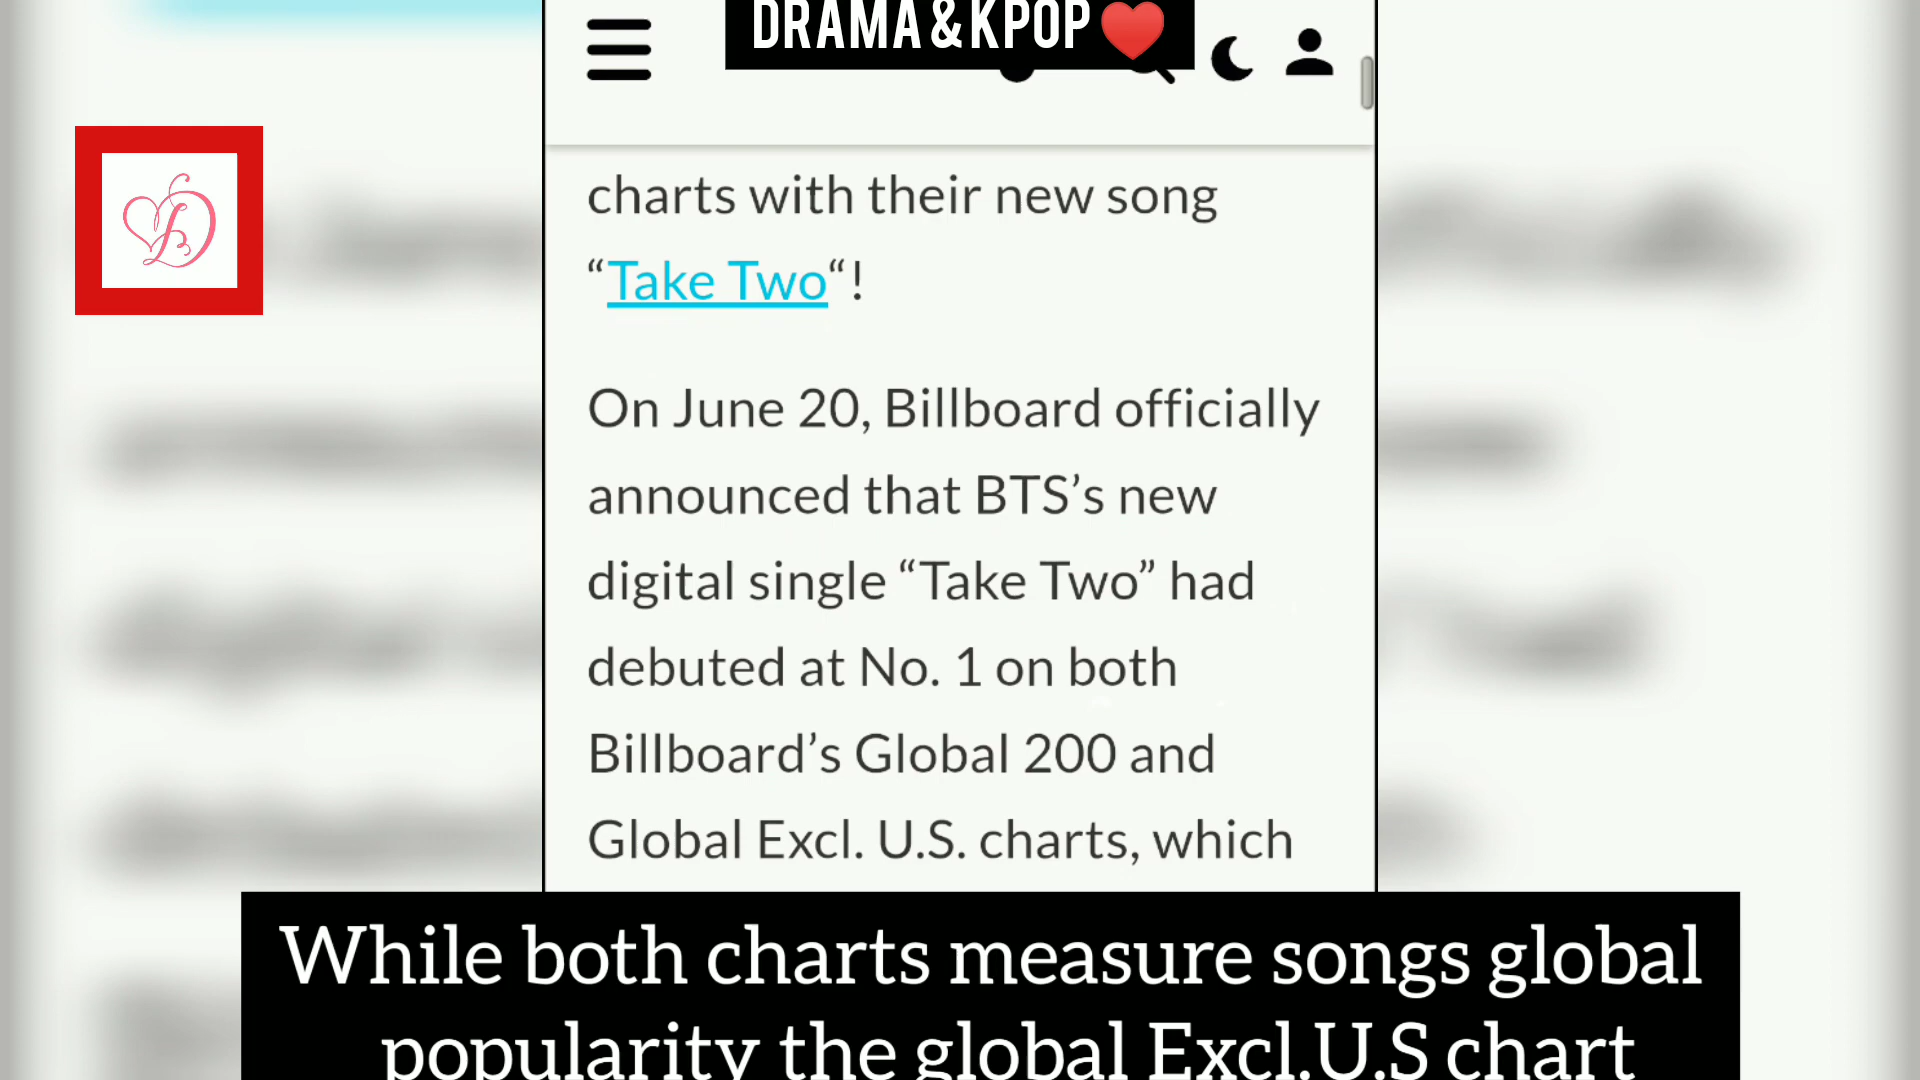 DRAMA & KPOP
charts with their new song
“Take Two“!
On June 20, Billboard officially
announced that BTS’s new
digital single “Take Two” had
debuted at No. 1 on both
Billboard’s Global 200 and
Global Excl. U.S. charts, which
While both charts measure songs global
popularity the global Excl.U.S chart